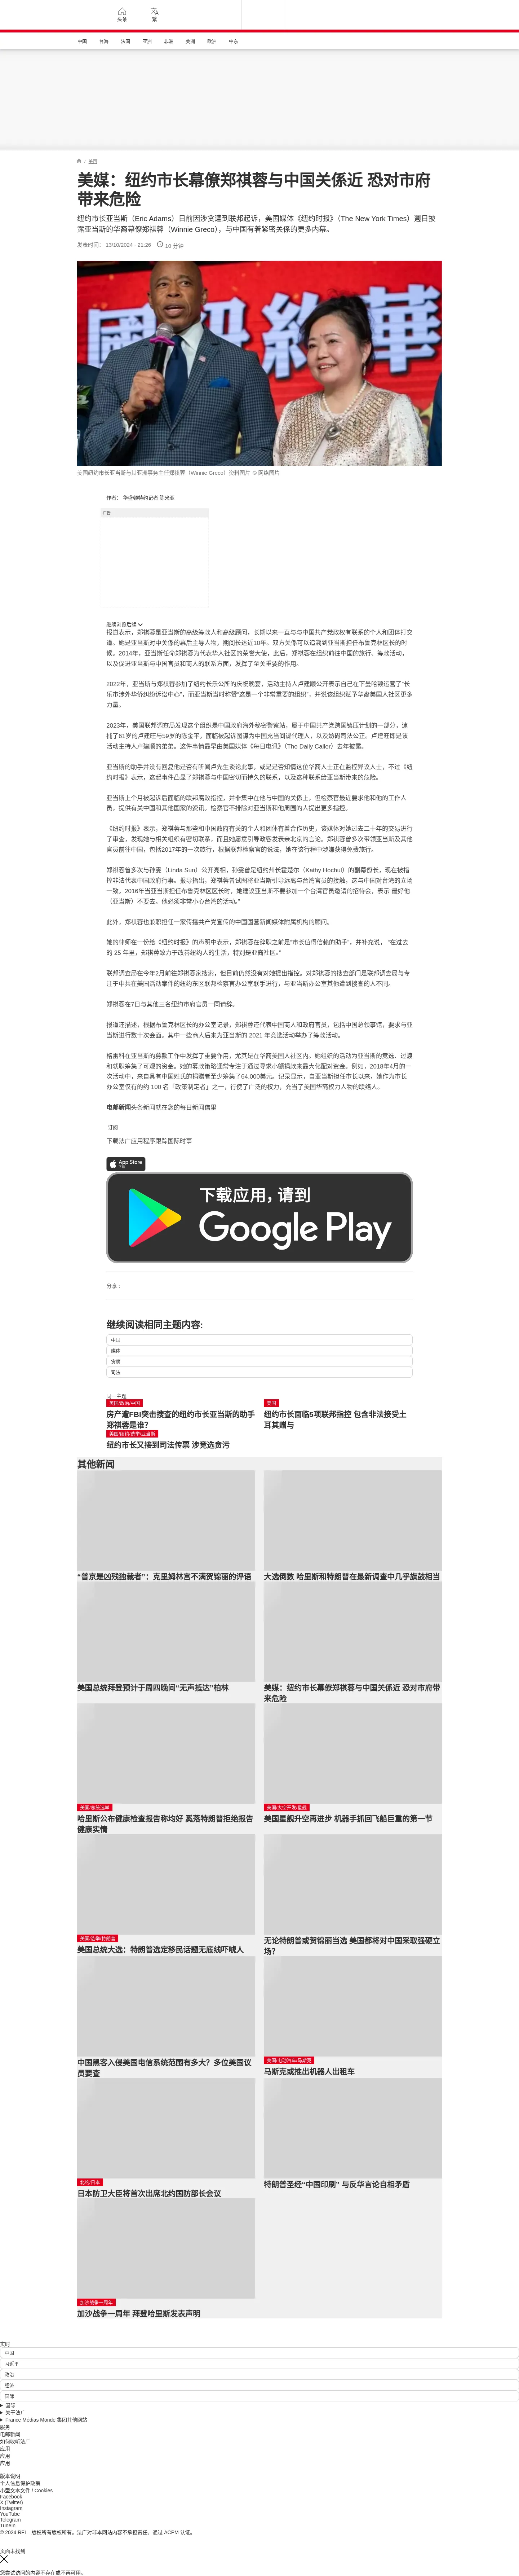 头条
繁
中国
台海
法国
亚洲
非洲
美洲
欧洲
中东
/ 美国
美媒：纽约市长幕僚郑祺蓉与中国关係近 恐对市府
带来危险
纽约市长亚当斯（Eric Adams）日前因涉贪遭到联邦起诉，美国媒体《纽约时报》（The New York Times）週日披
露亚当斯的华裔幕僚郑祺蓉（Winnie Greco），与中国有着紧密关係的更多内幕。
发表时间： 13/10/2024 - 21:26
10 分钟
美国纽约市长亚当斯与其亚洲事务主任郑祺蓉（Winnie Greco）资料图片 © 网络图片
作者： 华盛顿特约记者 陈米亚
广告
继续浏览后续
报道表示，郑祺蓉是亚当斯的高级筹款人和高级顾问，长期以来一直与与中国共产党政权有联系的个人和团体打交
道。她是亚当斯对中关係的幕后主导人物，期间长达近10年。双方关係可以追溯到亚当斯担任布鲁克林区长的时
候。2014年，亚当斯任命郑祺蓉为代表华人社区的荣誉大使，此后，郑祺蓉在组织前往中国的旅行、筹款活动，
以及促进亚当斯与中国官员和商人的联系方面，发挥了至关重要的作用。
2022年，亚当斯与郑祺蓉参加了纽约长乐公所的庆祝晚宴，活动主持人卢建顺公开表示自己在下曼哈顿运营了“长
乐市涉外华侨纠纷诉讼中心”，而亚当斯当时称赞“这是一个非常重要的组织”，并说该组织赋予华裔美国人社区更多
力量。
2023年，美国联邦调查局发现这个组织是中国政府海外秘密警察站，属于中国共产党跨国镇压计划的一部分，逮
捕了61岁的卢建旺与59岁的陈金平，面临被起诉图谋为中国充当间谍代理人，以及妨碍司法公正。卢建旺即是该
活动主持人卢建顺的弟弟。这件事情最早由美国媒体《每日电讯》（The Daily Caller）去年披露。
亚当斯的助手并没有回复他是否有听闻卢先生谈论此事，或是是否知情这位华裔人士正在监控异议人士，不过《纽
约时报》表示，这起事件凸显了郑祺蓉与中国密切而持久的联系，以及这种联系给亚当斯带来的危险。
亚当斯上个月被起诉后面临的联邦腐败指控，并非集中在他与中国的关係上。但检察官最近要求他和他的工作人
员，提供有关中国和其他国家的资讯。检察官不排除对亚当斯和他周围的人提出更多指控。
《纽约时报》表示，郑祺蓉与那些和中国政府有关的个人和团体有着合作历史，该媒体对她过去二十年的交易进行
了审查，发现她与相关组织有密切联系，而且她愿意引导政客发表亲北京的言论。郑祺蓉曾多次带领亚当斯及其他
官员前往中国，包括2017年的一次旅行，根据联邦检察官的说法，她在该行程中涉嫌获得免费旅行。
郑祺蓉曾多次与孙雯（Linda Sun）公开亮相，孙雯曾是纽约州长霍楚尔（Kathy Hochul）的副幕僚长，现在被指
控非法代表中国政府行事。报导指出，郑祺蓉曾试图将亚当斯引导远离与台湾官员的接触，这与中国对台湾的立场
一致。2016年当亚当斯担任布鲁克林区区长时，她建议亚当斯不要参加一个台湾官员邀请的招待会，表示“最好他
（亚当斯）不要去。他必须非常小心台湾的活动。”
此外，郑祺蓉也兼职担任一家传播共产党宣传的中国国营新闻媒体附属机构的顾问。
她的律师在一份给《纽约时报》的声明中表示，郑祺蓉在辞职之前是“市长值得信赖的助手”，并补充说， “在过去
的 25 年里，郑祺蓉致力于改善纽约人的生活，特别是亚裔社区。”
联邦调查局在今年2月前往郑祺蓉家搜索，但目前仍然没有对她提出指控。对郑祺蓉的搜查部门是联邦调查局与专
注于中共在美国活动案件的纽约东区联邦检察官办公室联手进行，与亚当斯办公室其他遭到搜查的人不同。
郑祺蓉在7日与其他三名纽约市府官员一同请辞。
报道还描述，根据布鲁克林区长的办公室记录，郑祺蓉还代表中国商人和政府官员，包括中国总领事馆，要求与亚
当斯进行数十次会面。其中一些商人后来为亚当斯的 2021 年竞选活动举办了筹款活动。
格雷科在亚当斯的募款工作中发挥了重要作用，尤其是在华裔美国人社区内。她组织的活动为亚当斯的竞选、过渡
和就职筹集了可观的资金。她的募款策略通常专注于通过寻求小额捐款来最大化配对资金。例如，2018年4月的一
次活动中，来自具有中国姓氏的捐赠者至少筹集了64,000美元。记录显示，自亚当斯担任市长以来，她作为市长
办公室仅有的约 100 名「政策制定者」之一，行使了广泛的权力，充当了美国华裔权力人物的联络人。
电邮新闻头条新闻就在您的每日新闻信里
订阅
下载法广应用程序跟踪国际时事
App Store
下载应用，请到
Google Play
分享 :
继续阅读相同主题内容:
中国
媒体
贪腐
司法
同一主题
美国/政治/中国
房产遭FBI突击搜查的纽约市长亚当斯的助手
郑祺蓉是谁？
美国
纽约市长面临5项联邦指控 包含非法接受土
耳其赠与
美国/纽约/选举/亚当斯
纽约市长又接到司法传票 涉竞选贪污
其他新闻
“普京是凶残独裁者”：克里姆林宫不满贺锦丽的评语
大选倒数 哈里斯和特朗普在最新调查中几乎旗鼓相当
美国总统拜登预计于周四晚间“无声抵达”柏林
美媒：纽约市长幕僚郑祺蓉与中国关係近 恐对市府带
来危险
美国/总统选举
哈里斯公布健康检查报告称均好 奚落特朗普拒绝报告
健康实情
美国/太空开发/星舰
美国星舰升空再进步 机器手抓回飞船巨重的第一节
美国/选举/特朗普
美国总统大选：特朗普选定移民话题无底线吓唬人
无论特朗普或贺锦丽当选 美国都将对中国采取强硬立
场？
中国黑客入侵美国电信系统范围有多大？多位美国议
员要查
美国/电动汽车/马斯克
马斯克或推出机器人出租车
北约/日本
日本防卫大臣将首次出席北约国防部长会议
特朗普圣经“中国印刷” 与反华言论自相矛盾
加沙战争一周年
加沙战争一周年 拜登哈里斯发表声明
实时
中国
习近平
政治
经济
国际
国际
关于法广
France Médias Monde 集团其他网站
服务
电邮新闻
如何收听法广
应用
应用
应用
版本说明
个人信息保护政策
小型文本文件 / Cookies
Facebook
X (Twitter)
Instagram
YouTube
Telegram
TuneIn
© 2024 RFI – 版权所有版权所有。法广对非本网站内容不承担责任。通过 ACPM 认证。
页面未找到
您尝试访问的内容不存在或不再可用。